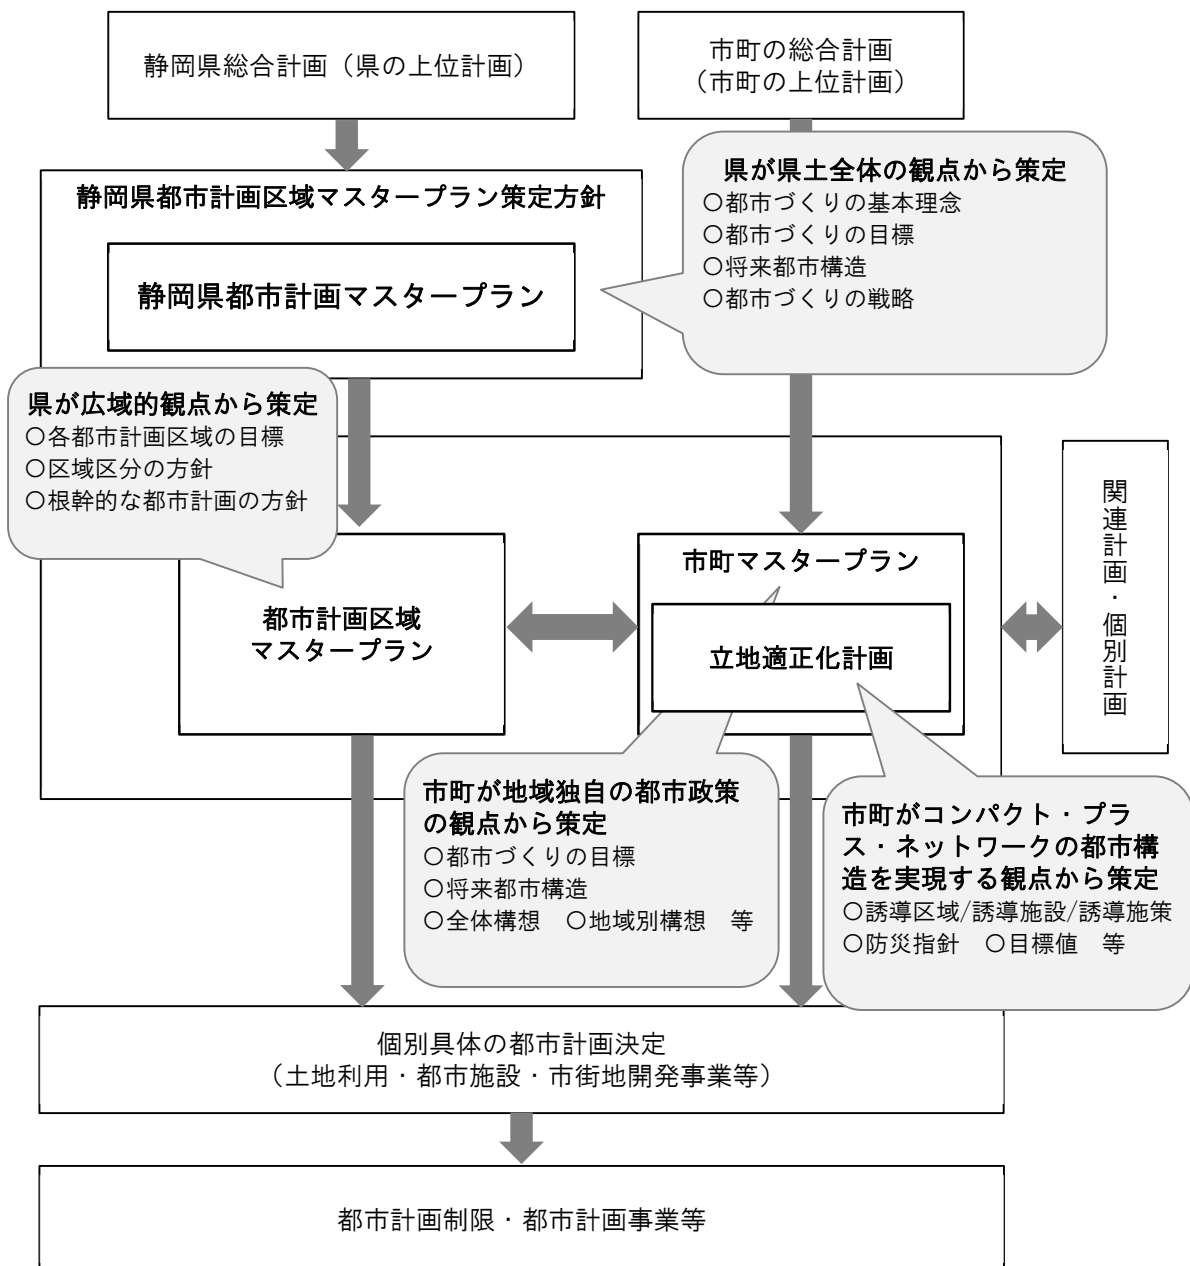 静岡県総合計画（県の上位計画）
市町の総合計画
（市町の上位計画）
静岡県都市計画区域マスタープラン策定方針
静岡県都市計画マスタープラン
県が県土全体の観点から策定
○都市づくりの基本理念
○都市づくりの目標
○将来都市構造
○都市づくりの戦略
県が広域的観点から策定
○各都市計画区域の目標
○区域区分の方針
○根幹的な都市計画の方針
都市計画区域
マスタープラン
市町マスタープラン
立地適正化計画
関連計画・個別計画
市町が地域独自の都市政策
の観点から策定
○都市づくりの目標
○将来都市構造
○全体構想　○地域別構想　等
市町がコンパクト・プラ
ス・ネットワークの都市構
造を実現する観点から策定
○誘導区域/誘導施設/誘導施策
○防災指針　○目標値　等
個別具体の都市計画決定
（土地利用・都市施設・市街地開発事業等）
都市計画制限・都市計画事業等